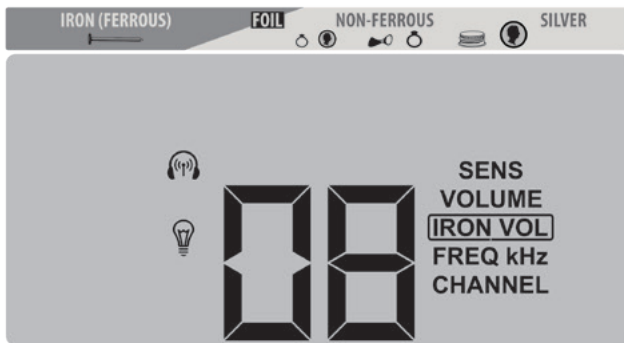 IRON (FERROUS) FOIL NON-FERROUS SILVER
SENS
VOLUME
IRON VOL
FREQ kHz
CHANNEL
08